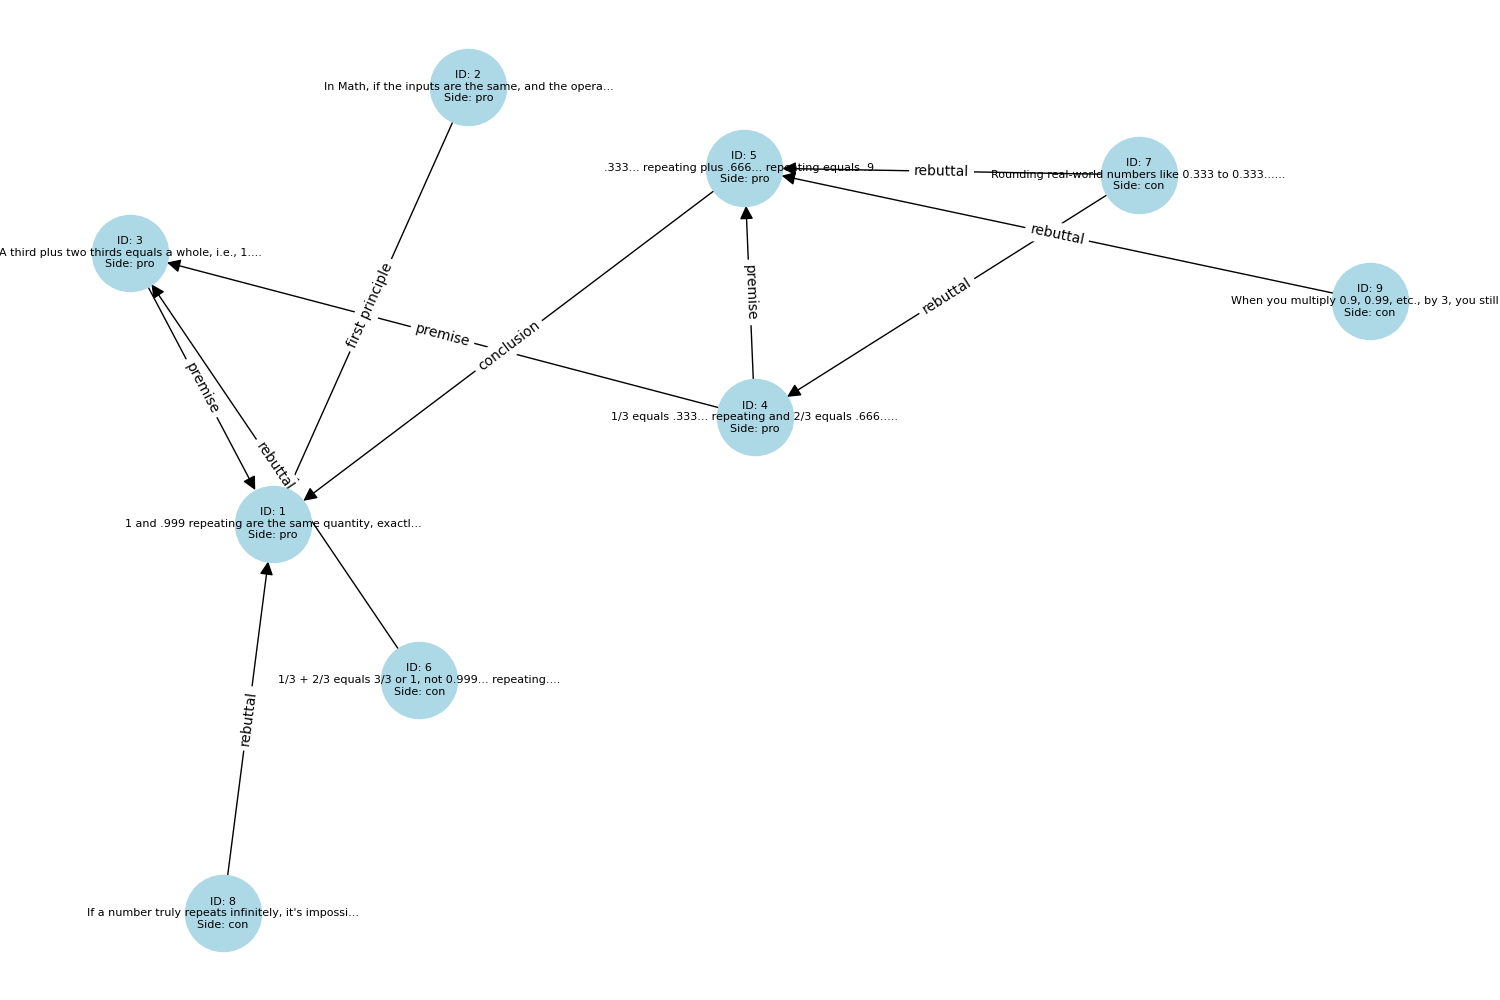 ID: 2
In Math, if the inputs are the same, and the opera...
Side: pro
ID: 5
.333... repeating plus .666... repeating equals .9
Side: pro
rebuttal
ID: 7
Rounding real-world numbers like 0.333 to 0.333......
Side: con
ID: 3
A third plus two thirds equals a whole, i.e., 1....
Side: pro
rebuttal
first principle
premise
rebuttal
ID: 9
When you multiply 0.9, 0.99, etc., by 3, you still
Side: con
premise
conclusion
premise
ID: 4
1/3 equals .333... repeating and 2/3 equals .666.....
Side: pro
rebuttal
ID: 1
1 and .999 repeating are the same quantity, exactl...
Side: pro
ID: 6
1/3 + 2/3 equals 3/3 or 1, not 0.999... repeating....
Side: con
rebuttal
ID: 8
If a number truly repeats infinitely, it's impossi...
Side: con